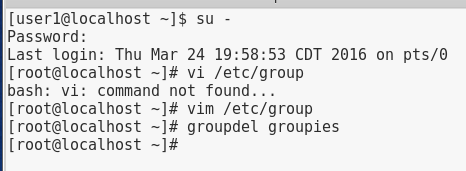 [user1@localhost ~]$ su -
Password:
Last login: Thu Mar 24 19:58:53 CDT 2016 on pts/0
[root@localhost ~]# vi /etc/group
bash: vi: command not found...
[root@localhost ~]# vim /etc/group
[root@localhost ~]# groupdel groupies
[root@localhost ~]#